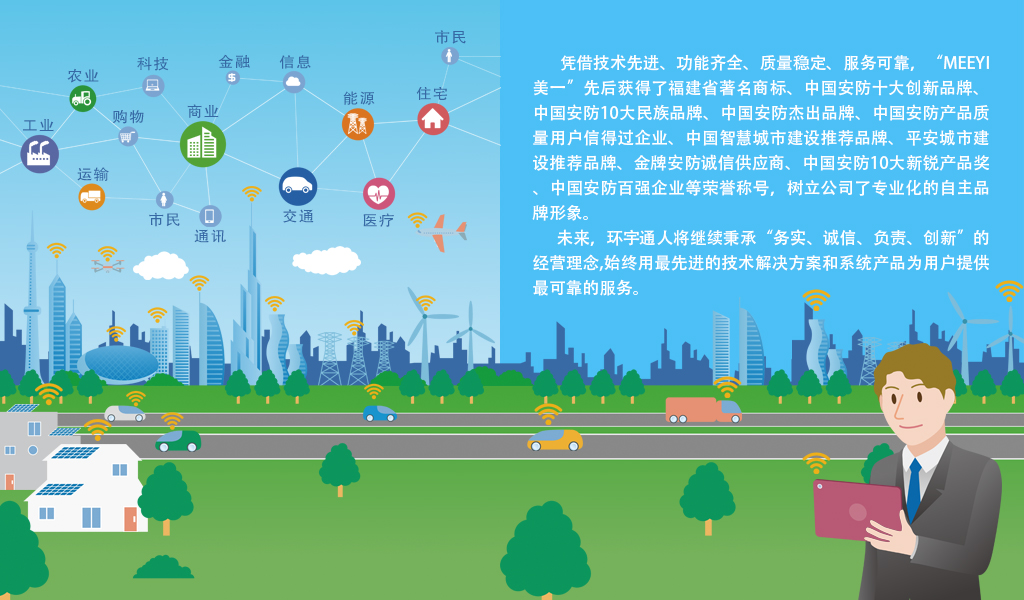 市民
科技
金融
信息
农业
能源
住宅
购物
商业
工业
运输
市民
通讯
交通
医疗
凭借技术先进、功能齐全、质量稳定、服务可靠，“MEEYI
美一”先后获得了福建省著名商标、中国安防十大创新品牌、
中国安防10大民族品牌、中国安防杰出品牌、中国安防产品质
量用户信得过企业、中国智慧城市建设推荐品牌、平安城市建
设推荐品牌、金牌安防诚信供应商、中国安防10大新锐产品奖
、中国安防百强企业等荣誉称号，树立公司了专业化的自主品
牌形象。
未来，环宇通人将继续秉承“务实、诚信、负责、创新”的
经营理念,始终用最先进的技术解决方案和系统产品为用户提供
最可靠的服务。